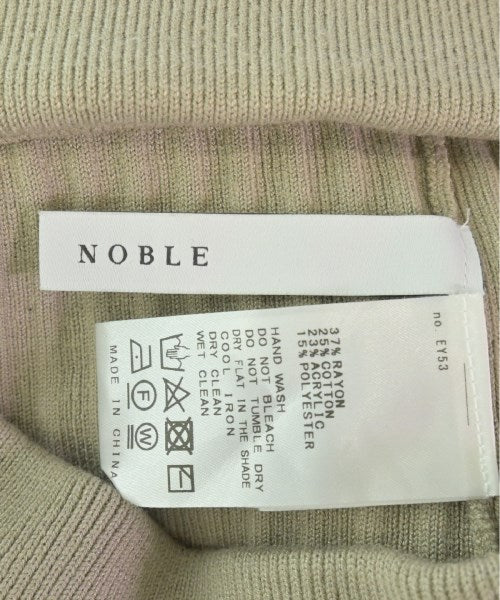 NOBLE
no. EY53
37% RAYON
25% COTTON
23% ACRYLIC
15% POLYESTER
HAND WASH
DO NOT BLEACH
DO NOT TUMBLE DRY
DRY FLAT IN THE SHADE
COOL IRON
DRY CLEAN
WET CLEAN
F
W
MADE IN CHINA